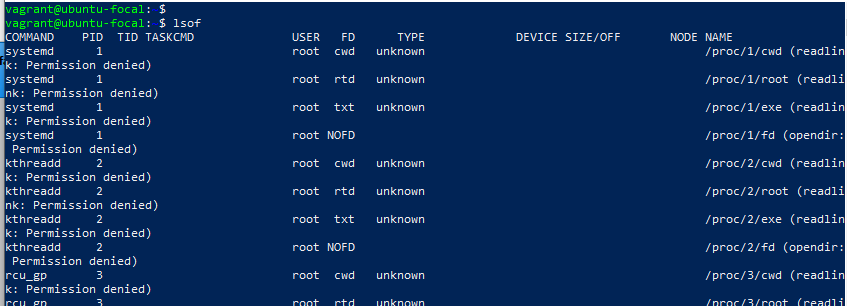 vagrant@ubuntu-focal: $
vagrant@ubuntu-focal: $ lsof
COMMAND PID TID TASKCMD USER FD TYPE DEVICE SIZE/OFF NODE NAME
systemd 1 root cwd unknown /proc/1/cwd (readlin
k: Permission denied)
systemd 1 root rtd unknown /proc/1/root (readli
nk: Permission denied)
systemd 1 root txt unknown /proc/1/exe (readlin
k: Permission denied)
systemd 1 root NOFD /proc/1/fd (opendir:
Permission denied)
kthreadd 2 root cwd unknown /proc/2/cwd (readlin
k: Permission denied)
kthreadd 2 root rtd unknown /proc/2/root (readli
nk: Permission denied)
kthreadd 2 root txt unknown /proc/2/exe (readlin
k: Permission denied)
kthreadd 2 root NOFD /proc/2/fd (opendir:
Permission denied)
rcu_gp 3 root cwd unknown /proc/3/cwd (readlin
k: Permission denied)
rcu_gp 3 root rtd unknown /proc/3/root (readli